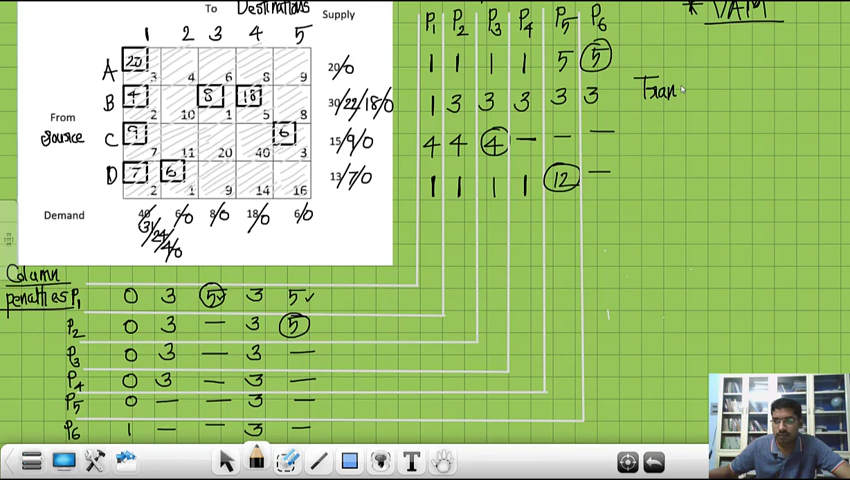 To Destinations Supply
* VAM
1 2 3 4 5
P1 P2 P3 P4 P5 P6
A 20 3 4 6 8 9 20/0
1 1 1 1 5 5
Tran
B 4 2 10 8 1 18 5 8 30/22/18/0
1 3 3 3 3 3
From
Source
C 9 7 11 20 40 6 3 15/9/0
4 4 4 — — —
D 7 2 6 1 9 14 16 13/7/0
1 1 1 1 12 —
Demand 40/31/24/4/0 6/0 8/0 18/0 6/0
Column
penalties P1 0 3 5✓ 3 5✓
P2 0 3 — 3 5
P3 0 3 — 3 —
P4 0 3 — 3 —
P5 0 — — 3 —
P6 1 — — 3 —
T